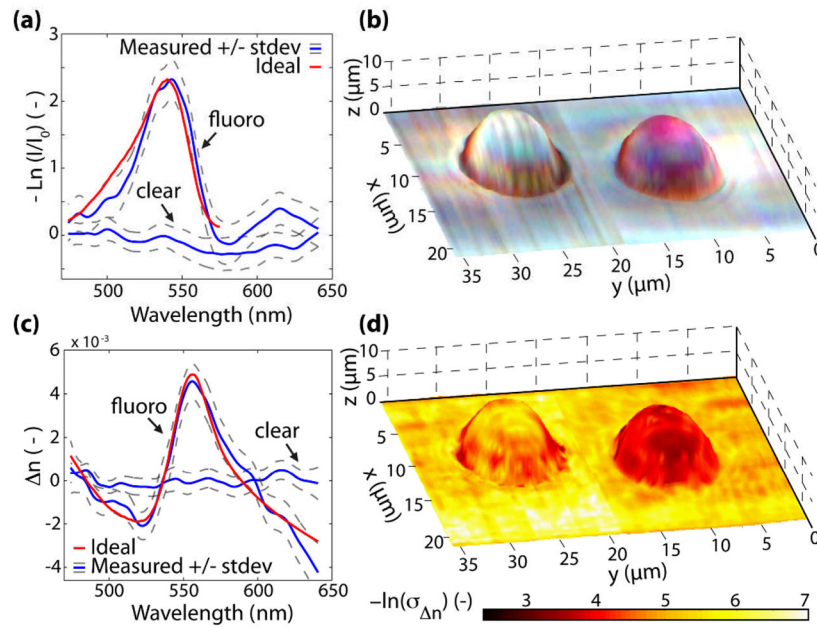 (a)
3
2
1
0
- Ln (I/I₀) (-)
Measured +/- stdev
Ideal
fluoro
clear
500 550 600 650
Wavelength (nm)
(b)
z (µm)
10
5
0
5
10
15
20
x (µm)
35 30 25 20 15 10 5 0
y (µm)
(c)
x 10⁻³
6
4
2
0
-2
-4
Δn (-)
fluoro
clear
Ideal
Measured +/- stdev
500 550 600 650
Wavelength (nm)
(d)
z (µm)
10
5
0
5
10
15
20
x (µm)
35 30 25 20 15 10 5 0
y (µm)
−ln(σΔn) (-)
3 4 5 6 7